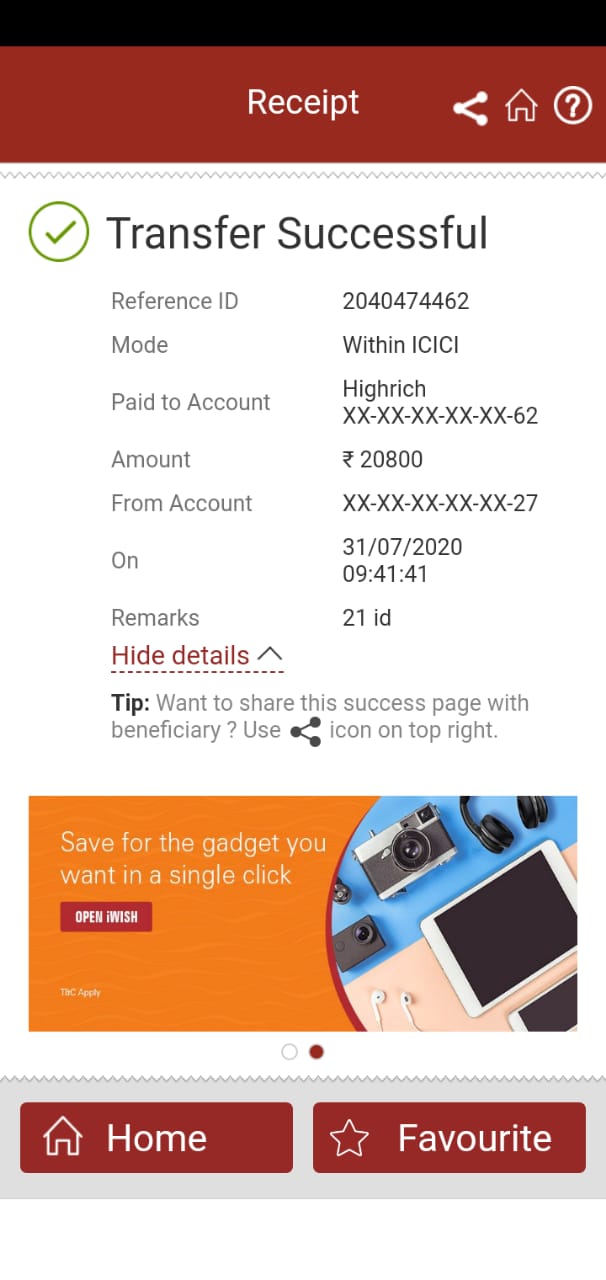 Receipt
Transfer Successful
Reference ID 2040474462
Mode Within ICICI
Paid to Account Highrich
XX-XX-XX-XX-XX-62
Amount ₹ 20800
From Account XX-XX-XX-XX-XX-27
On 31/07/2020
09:41:41
Remarks 21 id
Hide details
Tip: Want to share this success page with
beneficiary ? Use icon on top right.
Save for the gadget you
want in a single click
OPEN iWISH
T&C Apply
Home
Favourite